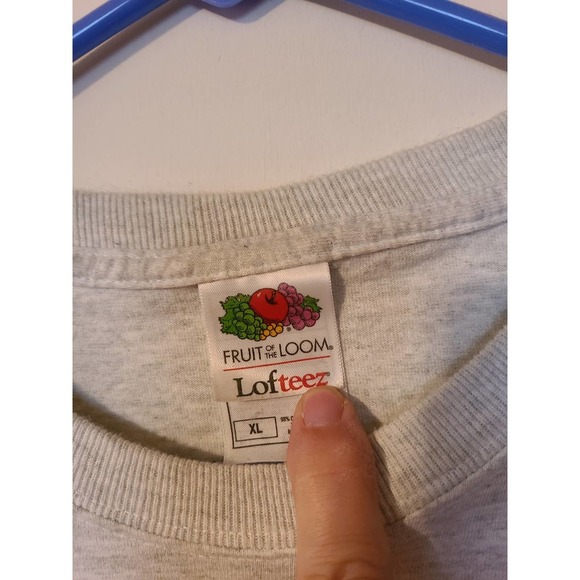 FRUIT OF THE LOOM®
Lofteez
XL